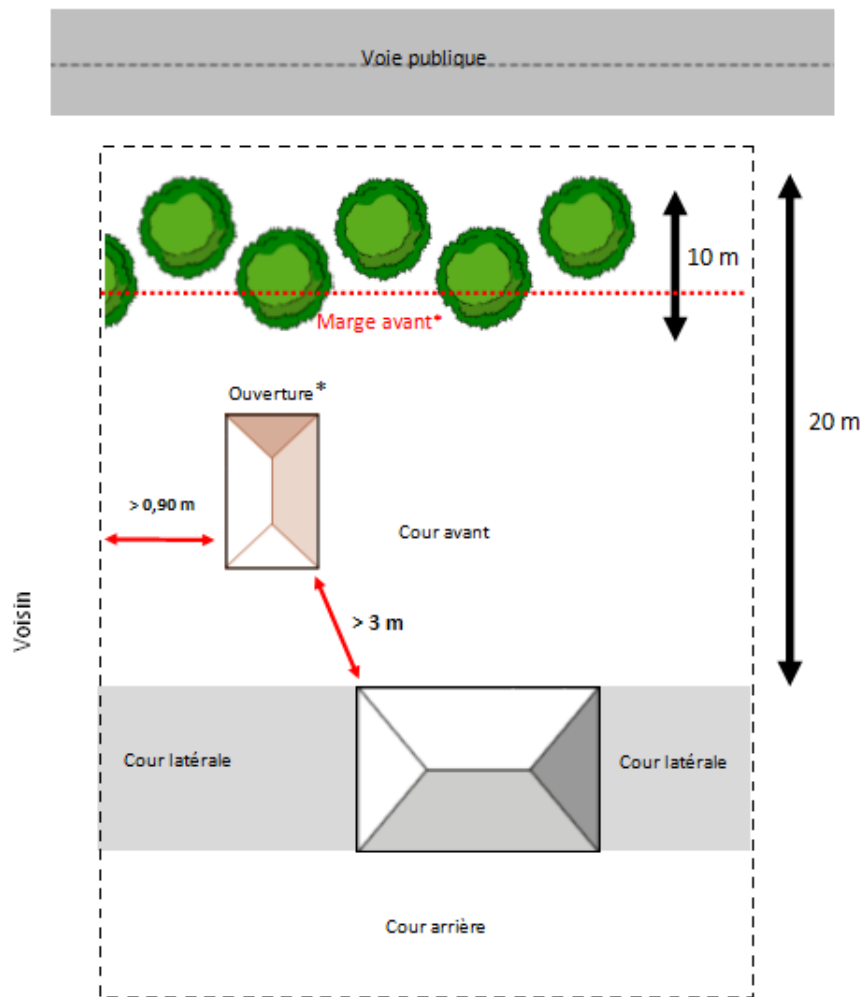 Voie publique
10 m
Marge avant*
Ouverture*
20 m
> 0,90 m
Cour avant
Voisin
> 3 m
Cour latérale
Cour latérale
Cour arrière